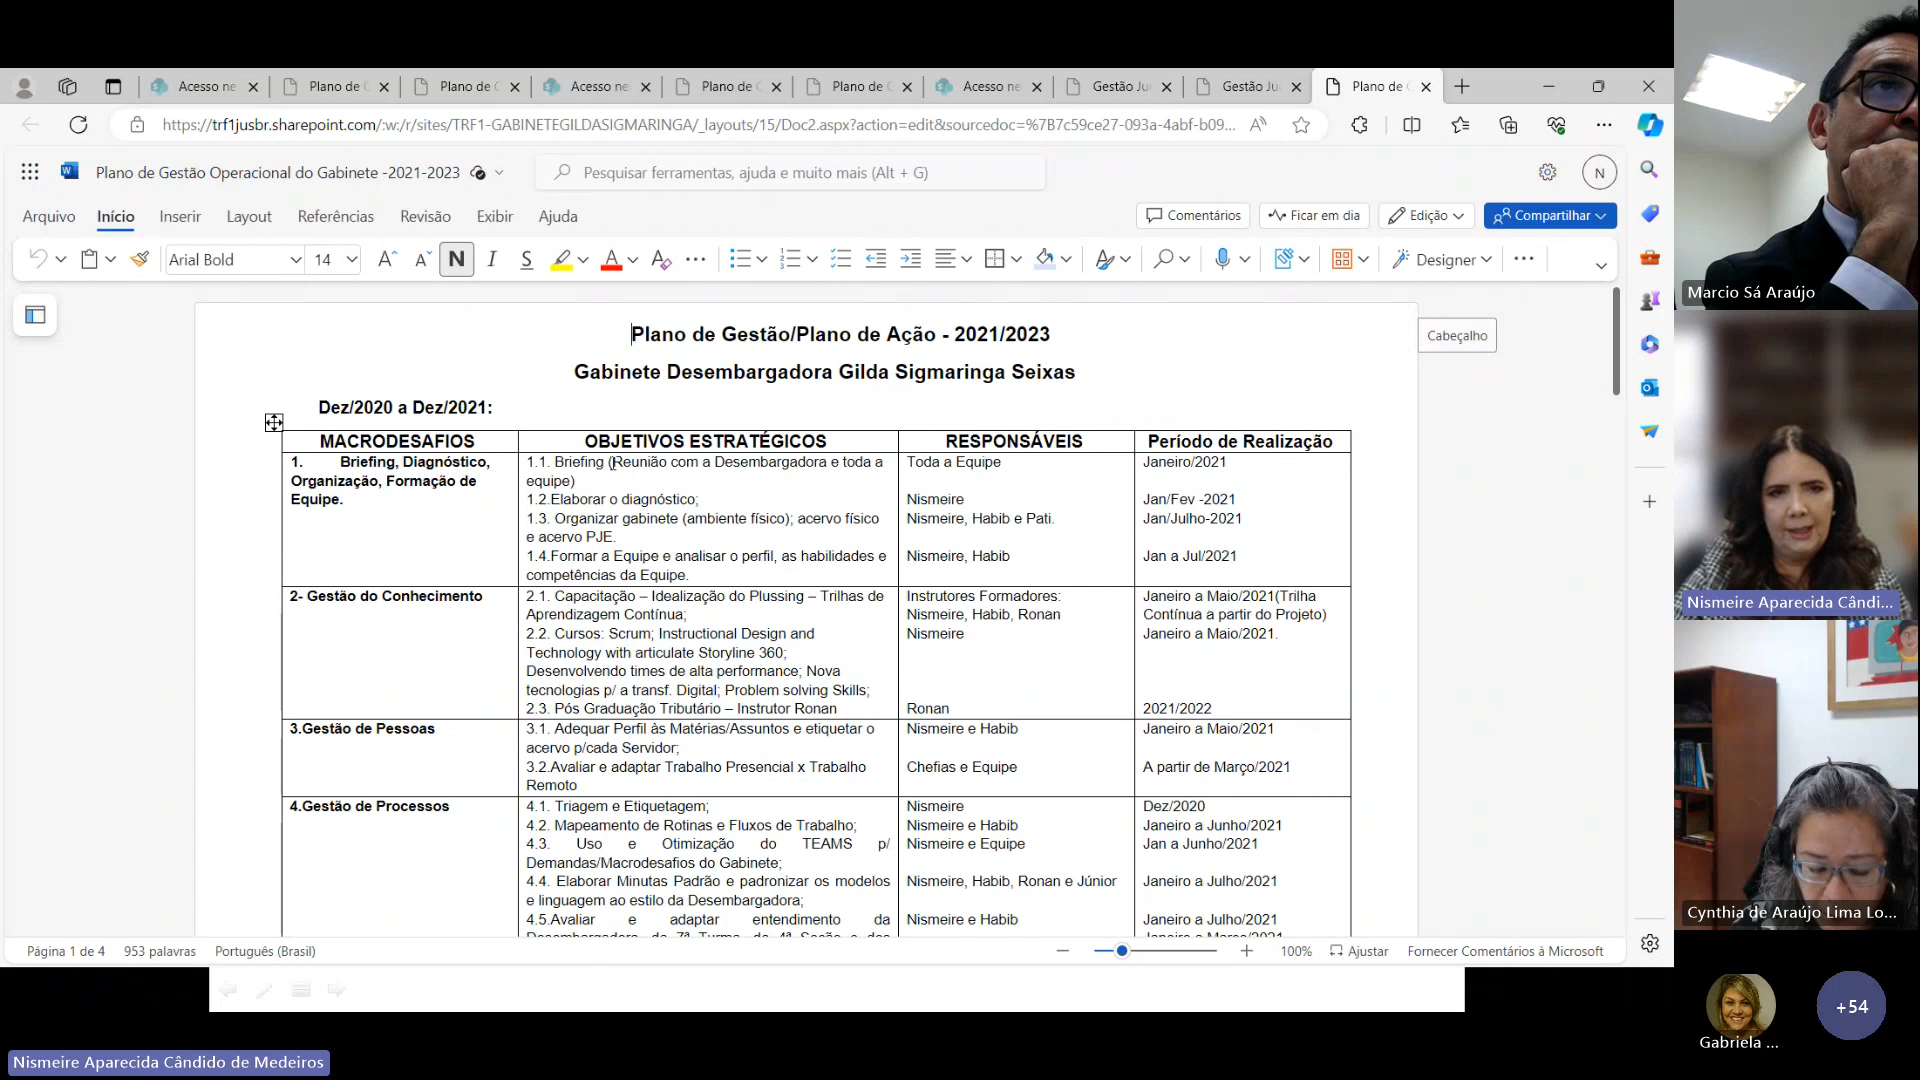 Acesso ne
Plano de G
Plano de G
Acesso ne
Plano de G
Plano de G
Acesso ne
Gestão Ju
Gestão Ju
Plano de G
https://trf1jusbr.sharepoint.com/:w:/r/sites/TRF1-GABINETEGILDASIGMARINGA/_layouts/15/Doc2.aspx?action=edit&sourcedoc=%7B7c59ce27-093a-4abf-b09...
Plano de Gestão Operacional do Gabinete -2021-2023
Pesquisar ferramentas, ajuda e muito mais (Alt + G)
N
Arquivo Início Inserir Layout Referências Revisão Exibir Ajuda
Comentários Ficar em dia Edição Compartilhar
Arial Bold 14 N I S A Designer
Plano de Gestão/Plano de Ação - 2021/2023
Cabeçalho
Gabinete Desembargadora Gilda Sigmaringa Seixas
Dez/2020 a Dez/2021:
MACRODESAFIOS OBJETIVOS ESTRATÉGICOS RESPONSÁVEIS Período de Realização
1. Briefing, Diagnóstico,
Organização, Formação de
Equipe.
1.1. Briefing (Reunião com a Desembargadora e toda a
equipe)
1.2.Elaborar o diagnóstico;
1.3. Organizar gabinete (ambiente físico); acervo físico
e acervo PJE.
1.4.Formar a Equipe e analisar o perfil, as habilidades e
competências da Equipe.
Toda a Equipe
Nismeire
Nismeire, Habib e Pati.
Nismeire, Habib
Janeiro/2021
Jan/Fev -2021
Jan/Julho-2021
Jan a Jul/2021
2- Gestão do Conhecimento
2.1. Capacitação – Idealização do Plussing – Trilhas de
Aprendizagem Contínua;
2.2. Cursos: Scrum; Instructional Design and
Technology with articulate Storyline 360;
Desenvolvendo times de alta performance; Nova
tecnologias p/ a transf. Digital; Problem solving Skills;
2.3. Pós Graduação Tributário – Instrutor Ronan
Instrutores Formadores:
Nismeire, Habib, Ronan
Nismeire
Ronan
Janeiro a Maio/2021(Trilha
Contínua a partir do Projeto)
Janeiro a Maio/2021.
2021/2022
3.Gestão de Pessoas
3.1. Adequar Perfil às Matérias/Assuntos e etiquetar o
acervo p/cada Servidor;
3.2.Avaliar e adaptar Trabalho Presencial x Trabalho
Remoto
Nismeire e Habib
Chefias e Equipe
Janeiro a Maio/2021
A partir de Março/2021
4.Gestão de Processos
4.1. Triagem e Etiquetagem;
4.2. Mapeamento de Rotinas e Fluxos de Trabalho;
4.3. Uso e Otimização do TEAMS p/
Demandas/Macrodesafios do Gabinete;
4.4. Elaborar Minutas Padrão e padronizar os modelos
e linguagem ao estilo da Desembargadora;
4.5.Avaliar e adaptar entendimento da
Nismeire
Nismeire e Habib
Nismeire e Equipe
Nismeire, Habib, Ronan e Júnior
Nismeire e Habib
Dez/2020
Janeiro a Junho/2021
Jan a Junho/2021
Janeiro a Julho/2021
Janeiro a Julho/2021
Página 1 de 4 953 palavras Português (Brasil)
100% Ajustar Fornecer Comentários à Microsoft
Marcio Sá Araújo
Nismeire Aparecida Cândi...
Cynthia de Araújo Lima Lo...
Gabriela ...
+54
Nismeire Aparecida Cândido de Medeiros